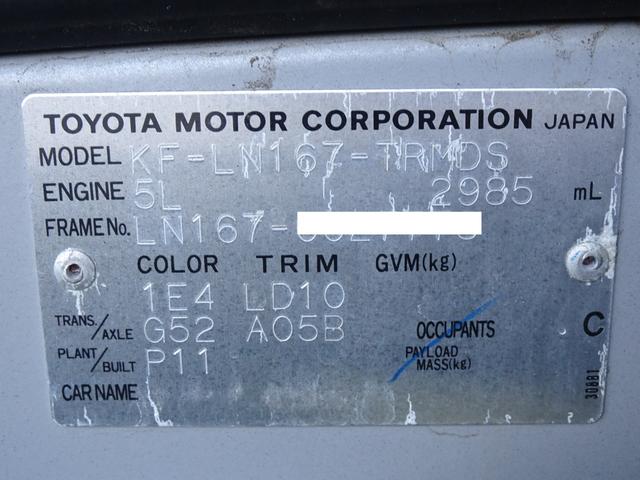 TOYOTA MOTOR CORPORATION JAPAN
MODEL KF-LN167-TRMDS
ENGINE 5L 2985 mL
FRAME No. LN167-
COLOR TRIM GVM(kg)
1E4 LD10
TRANS./AXLE G52 A05B OCCUPANTS C
PLANT/BUILT P11 PAYLOAD MASS(kg)
CAR NAME
30881